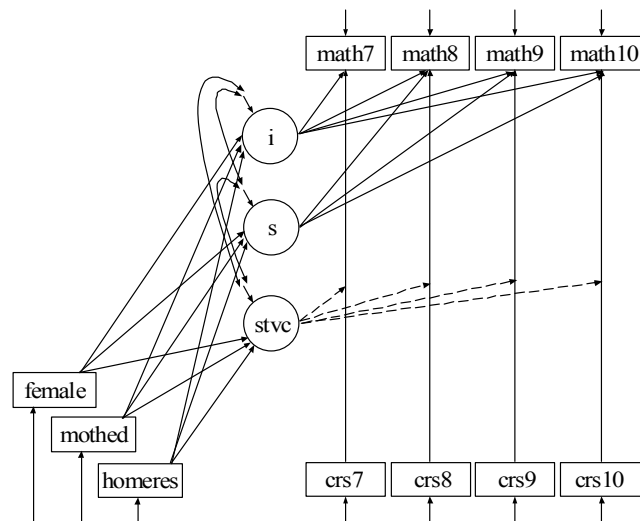 math7 math8 math9 math10
i
s
stvc
female
mothed
homeres
crs7 crs8 crs9 crs10